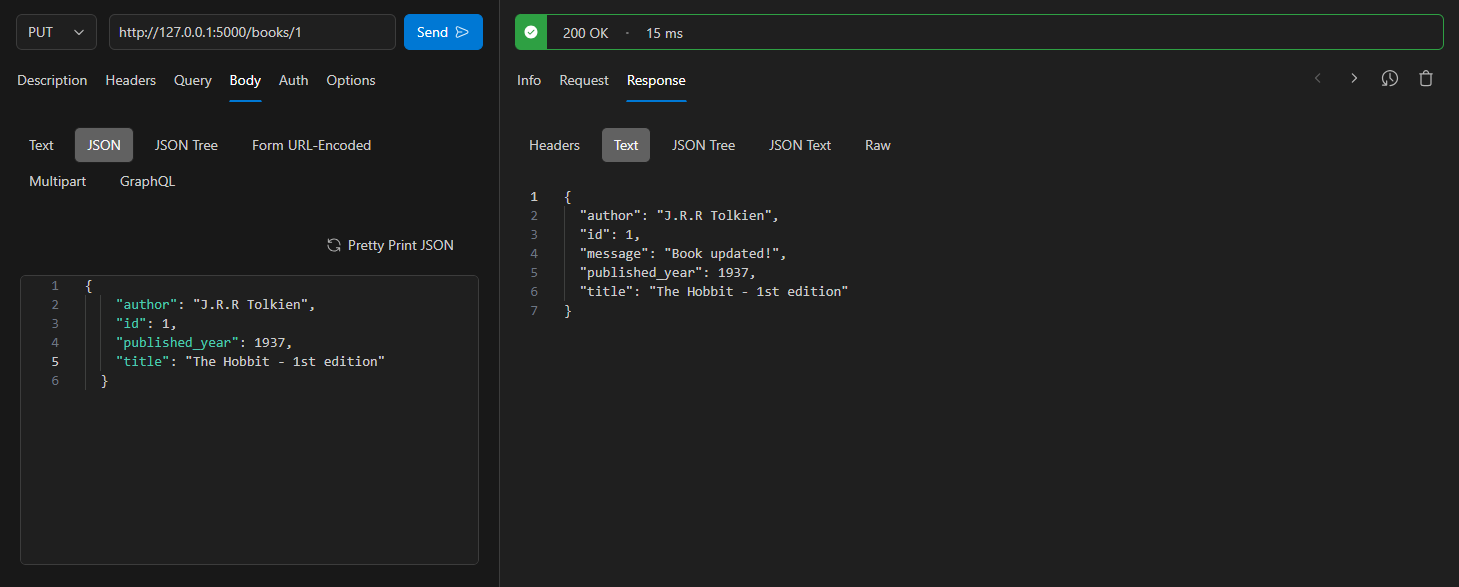 PUT http://127.0.0.1:5000/books/1 Send
Description Headers Query Body Auth Options
Text JSON JSON Tree Form URL-Encoded
Multipart GraphQL
Pretty Print JSON
1 {
2 "author": "J.R.R Tolkien",
3 "id": 1,
4 "published_year": 1937,
5 "title": "The Hobbit - 1st edition"
6 }
200 OK · 15 ms
Info Request Response
Headers Text JSON Tree JSON Text Raw
1 {
2 "author": "J.R.R Tolkien",
3 "id": 1,
4 "message": "Book updated!",
5 "published_year": 1937,
6 "title": "The Hobbit - 1st edition"
7 }